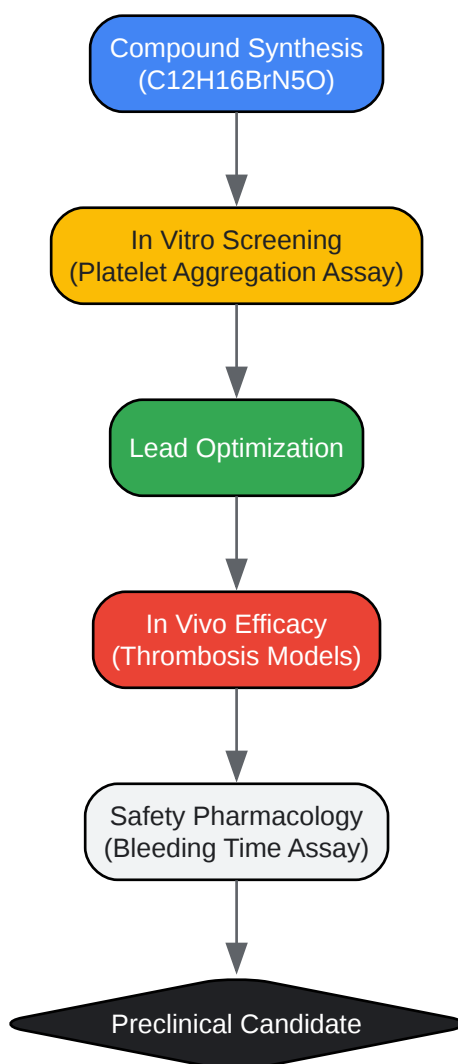 Compound Synthesis
(C12H16BrN5O)
In Vitro Screening
(Platelet Aggregation Assay)
Lead Optimization
In Vivo Efficacy
(Thrombosis Models)
Safety Pharmacology
(Bleeding Time Assay)
Preclinical Candidate